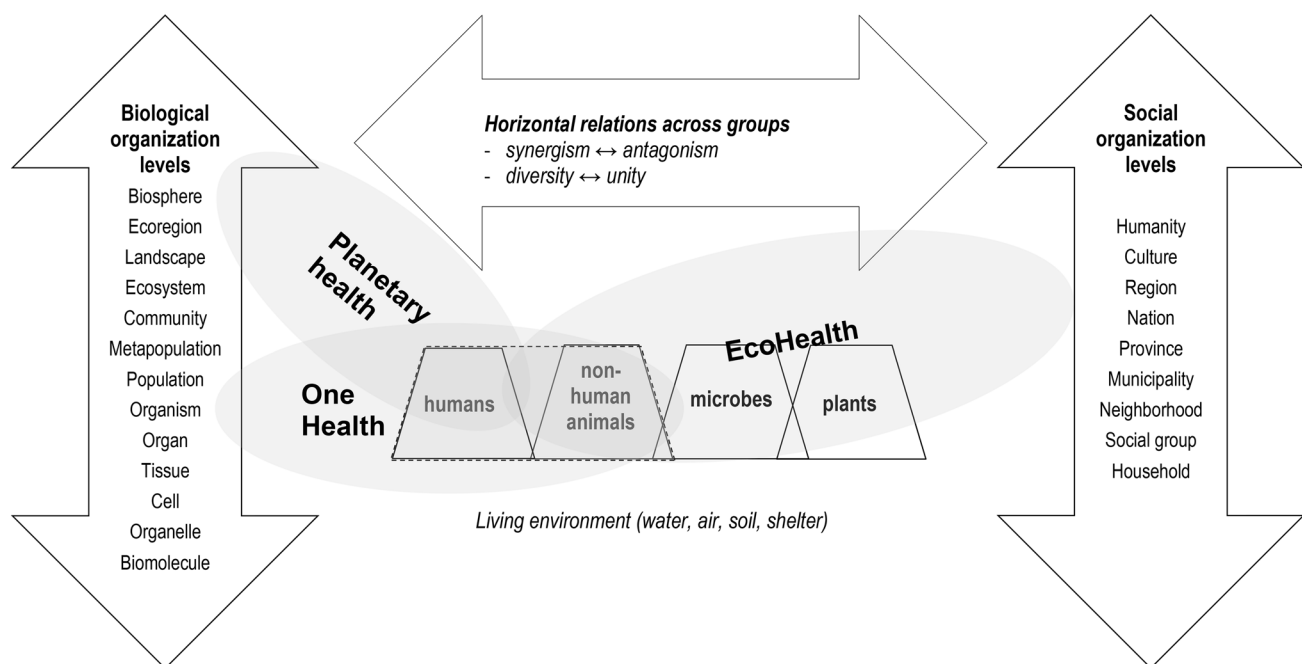 Biological
organization
levels
Biosphere
Ecoregion
Landscape
Ecosystem
Community
Metapopulation
Population
Organism
Organ
Tissue
Cell
Organelle
Biomolecule
Horizontal relations across groups
- synergism ↔ antagonism
- diversity ↔ unity
Planetary
health
One
Health
EcoHealth
humans
non-
human
animals
microbes
plants
Living environment (water, air, soil, shelter)
Social
organization
levels
Humanity
Culture
Region
Nation
Province
Municipality
Neighborhood
Social group
Household